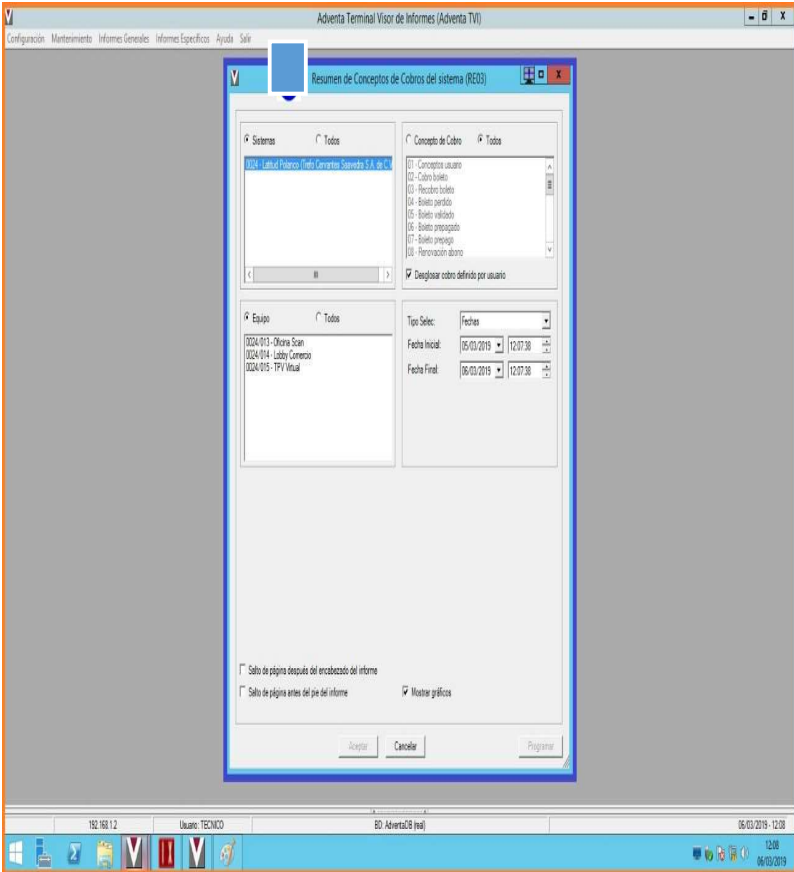 Adventa Terminal Visor de Informes (Adventa TVI)
Configuración Mantenimiento Informes Generales Informes Específicos Ayuda Salir
Resumen de Conceptos de Cobros del sistema (RE03)
Sistemas Todos
0024 - Latitud Polanco (Trefo Cervantes Saavedra S.A. de C.V
Concepto de Cobro Todos
01 - Conceptos usuario
02 - Cobro boleto
03 - Recobro boleto
04 - Boleto perdido
05 - Boleto validado
06 - Boleto prepagado
07 - Boleto prepago
08 - Renovación abono
Desglosar cobro definido por usuario
Equipo Todos
0024/013 - Oficina Scan
0024/014 - Lobby Comercio
0024/015 - TPV Virtual
Tipo Selec: Fechas
Fecha Inicial: 05/03/2019 12:07:38
Fecha Final: 06/03/2019 12:07:38
Salto de página después del encabezado del informe
Salto de página antes del pie del informe
Mostrar gráficos
Aceptar Cancelar Programar
192.168.1.2 Usuario: TECNICO BD: AdventaDB (real) 06/03/2019 - 12:08
12:08
06/03/2019